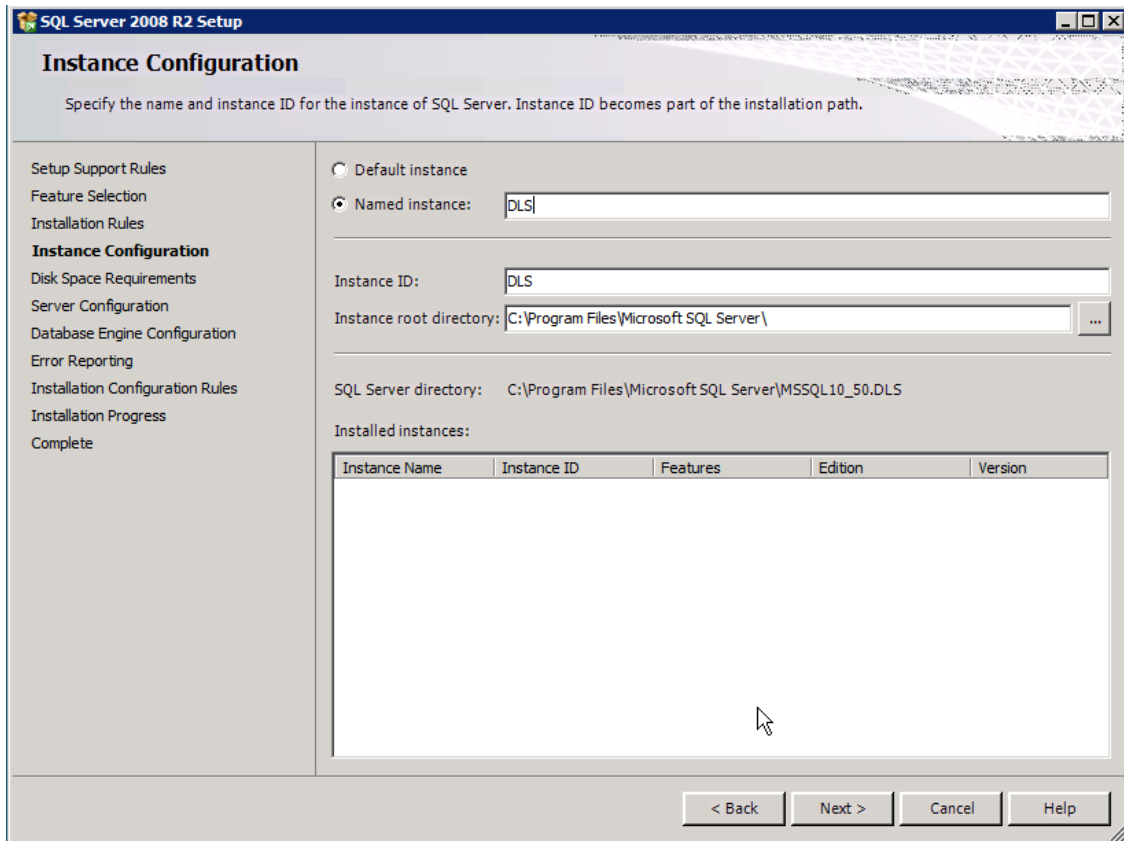 SQL Server 2008 R2 Setup
Instance Configuration
Specify the name and instance ID for the instance of SQL Server. Instance ID becomes part of the installation path.
Setup Support Rules
Feature Selection
Installation Rules
Instance Configuration
Disk Space Requirements
Server Configuration
Database Engine Configuration
Error Reporting
Installation Configuration Rules
Installation Progress
Complete
Default instance
Named instance: DLS
Instance ID: DLS
Instance root directory: C:\Program Files\Microsoft SQL Server\ ...
SQL Server directory: C:\Program Files\Microsoft SQL Server\MSSQL10_50.DLS
Installed instances:
Instance Name Instance ID Features Edition Version
< Back Next > Cancel Help